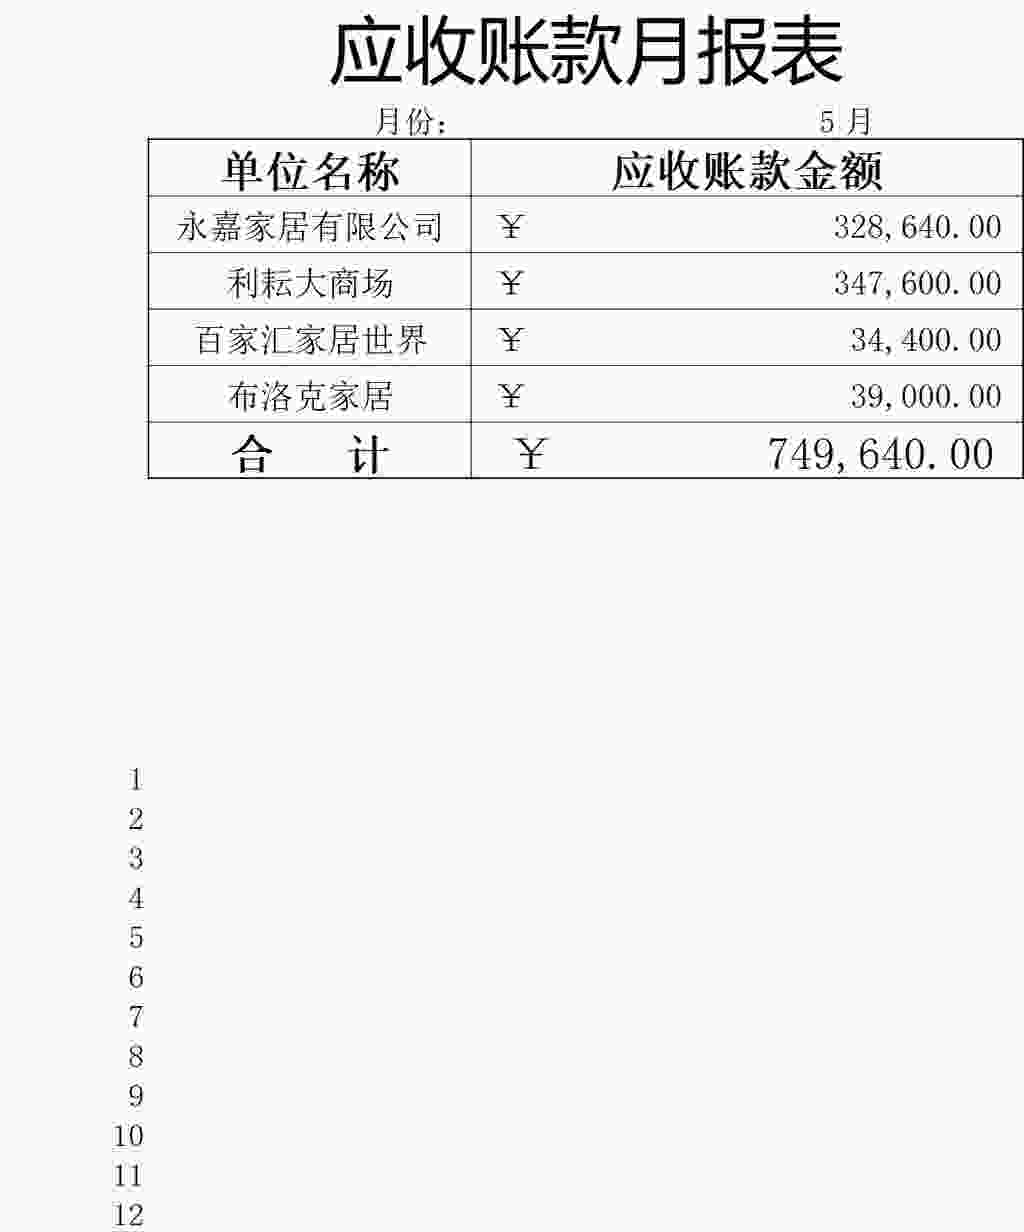 应收账款月报表
月份： 5月
单位名称 应收账款金额
永嘉家居有限公司 ￥ 328,640.00
利耘大商场 ￥ 347,600.00
百家汇家居世界 ￥ 34,400.00
布洛克家居 ￥ 39,000.00
合 计 ￥ 749,640.00
1
2
3
4
5
6
7
8
9
10
11
12